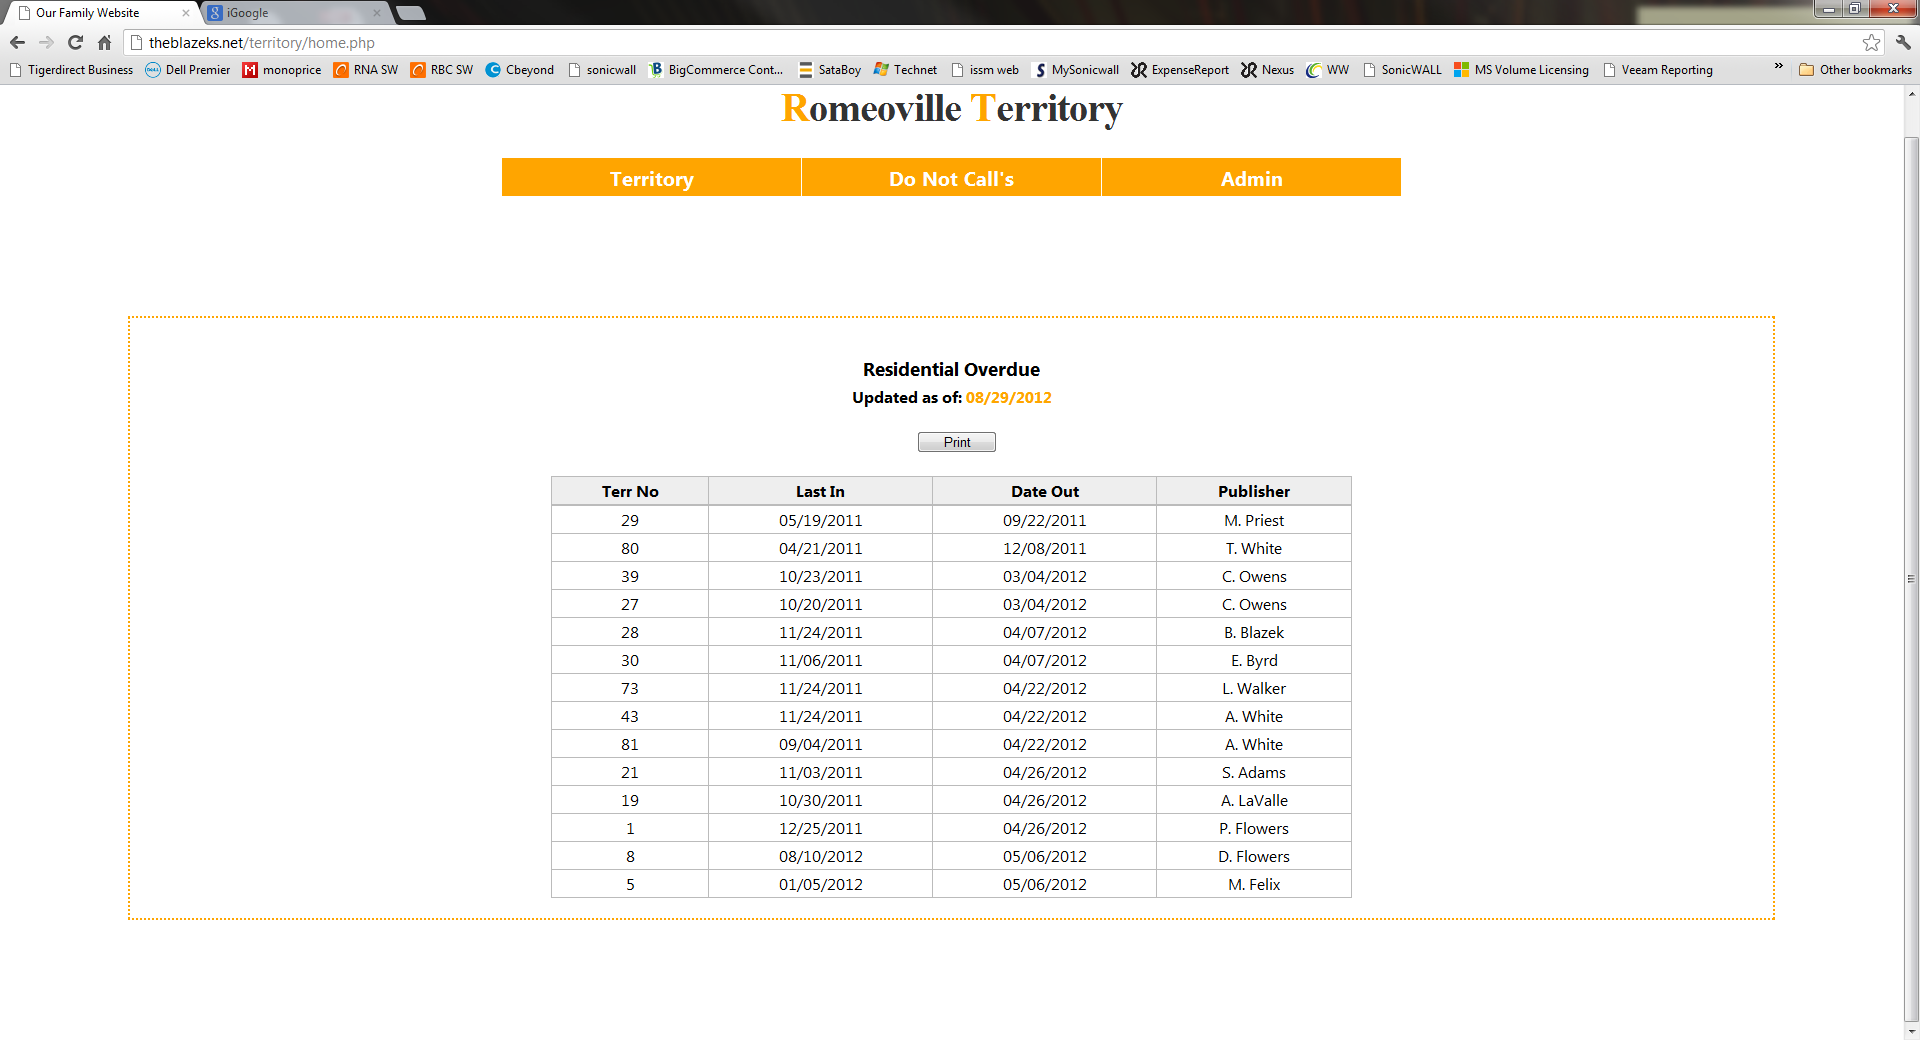 Our Family Website
iGoogle
theblazeks.net/territory/home.php
Tigerdirect Business Dell Premier monoprice RNA SW RBC SW Cbeyond sonicwall BigCommerce Cont... SataBoy Technet issm web MySonicwall ExpenseReport Nexus WW SonicWALL MS Volume Licensing Veeam Reporting » Other bookmarks
Romeoville Territory
Territory Do Not Call's Admin
Residential Overdue
Updated as of: 08/29/2012
Print
Terr No Last In Date Out Publisher
29 05/19/2011 09/22/2011 M. Priest
80 04/21/2011 12/08/2011 T. White
39 10/23/2011 03/04/2012 C. Owens
27 10/20/2011 03/04/2012 C. Owens
28 11/24/2011 04/07/2012 B. Blazek
30 11/06/2011 04/07/2012 E. Byrd
73 11/24/2011 04/22/2012 L. Walker
43 11/24/2011 04/22/2012 A. White
81 09/04/2011 04/22/2012 A. White
21 11/03/2011 04/26/2012 S. Adams
19 10/30/2011 04/26/2012 A. LaValle
1 12/25/2011 04/26/2012 P. Flowers
8 08/10/2012 05/06/2012 D. Flowers
5 01/05/2012 05/06/2012 M. Felix